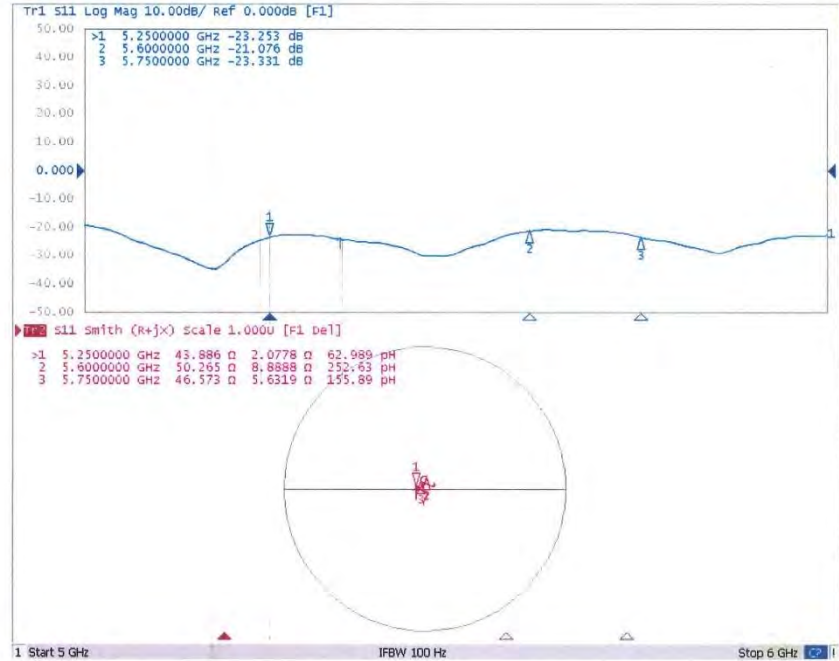 Tr1 S11 Log Mag 10.00dB/ Ref 0.000dB [F1]
50.00
>1 5.2500000 GHz -23.253 dB
2 5.6000000 GHz -21.076 dB
3 5.7500000 GHz -23.331 dB
40.00
30.00
20.00
10.00
0.000
-10.00
-20.00
-30.00
-40.00
-50.00
1
2
3
1
Tr2 S11 Smith (R+jX) Scale 1.000U [F1 Del]
>1 5.2500000 GHz 43.886 Ω 2.0778 Ω 62.989 pH
2 5.6000000 GHz 50.265 Ω 8.8888 Ω 252.63 pH
3 5.7500000 GHz 46.573 Ω 5.6319 Ω 155.89 pH
1
1 Start 5 GHz IFBW 100 Hz Stop 6 GHz C?